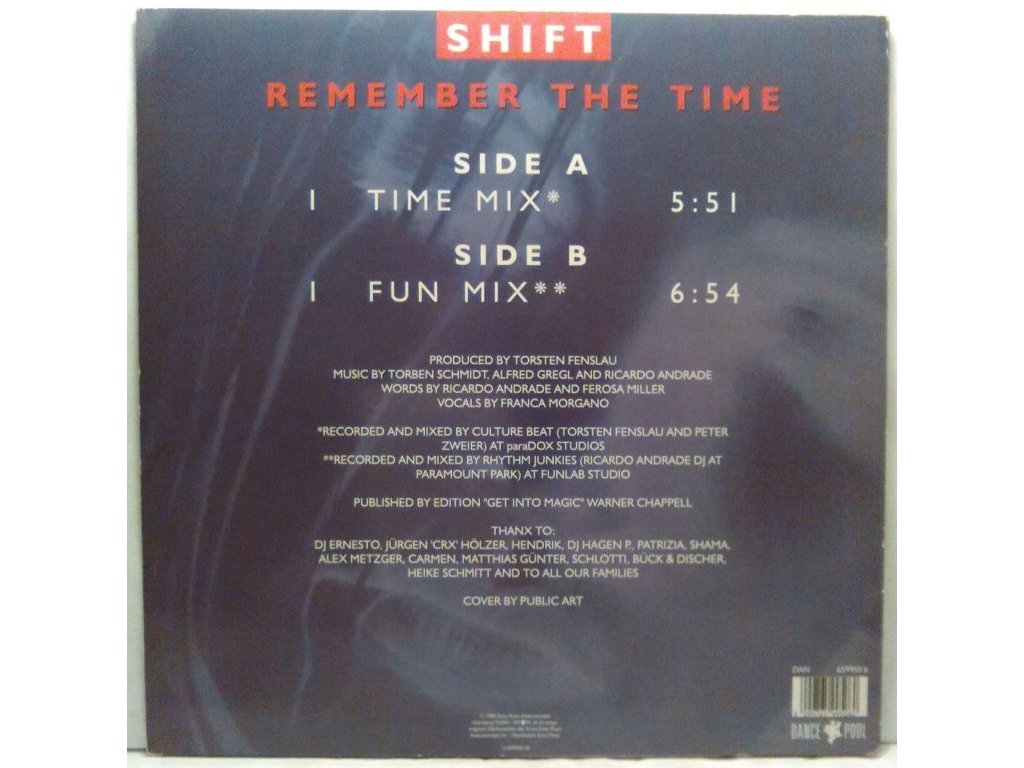 SHIFT
REMEMBER THE TIME
SIDE A
1 TIME MIX* 5:51
SIDE B
1 FUN MIX** 6:54
PRODUCED BY TORSTEN FENSLAU
MUSIC BY TORBEN SCHMIDT, ALFRED GREGL AND RICARDO ANDRADE
WORDS BY RICARDO ANDRADE AND FEROSA MILLER
VOCALS BY FRANCA MORGANO
*RECORDED AND MIXED BY CULTURE BEAT (TORSTEN FENSLAU AND PETER
ZWEIER) AT paraDOX STUDIOS
**RECORDED AND MIXED BY RHYTHM JUNKIES (RICARDO ANDRADE DJ AT
PARAMOUNT PARK) AT FUNLAB STUDIO
PUBLISHED BY EDITION "GET INTO MAGIC" WARNER CHAPPELL
THANX TO:
DJ ERNESTO, JÜRGEN 'CRX' HÖLZER, HENDRIK, DJ HAGEN P., PATRIZIA, SHAMA,
ALEX METZGER, CARMEN, MATTHIAS GÜNTER, SCHLOTTI, BÜCK & DISCHER,
HEIKE SCHMITT AND TO ALL OUR FAMILIES
COVER BY PUBLIC ART
DAN
DANCE POOL